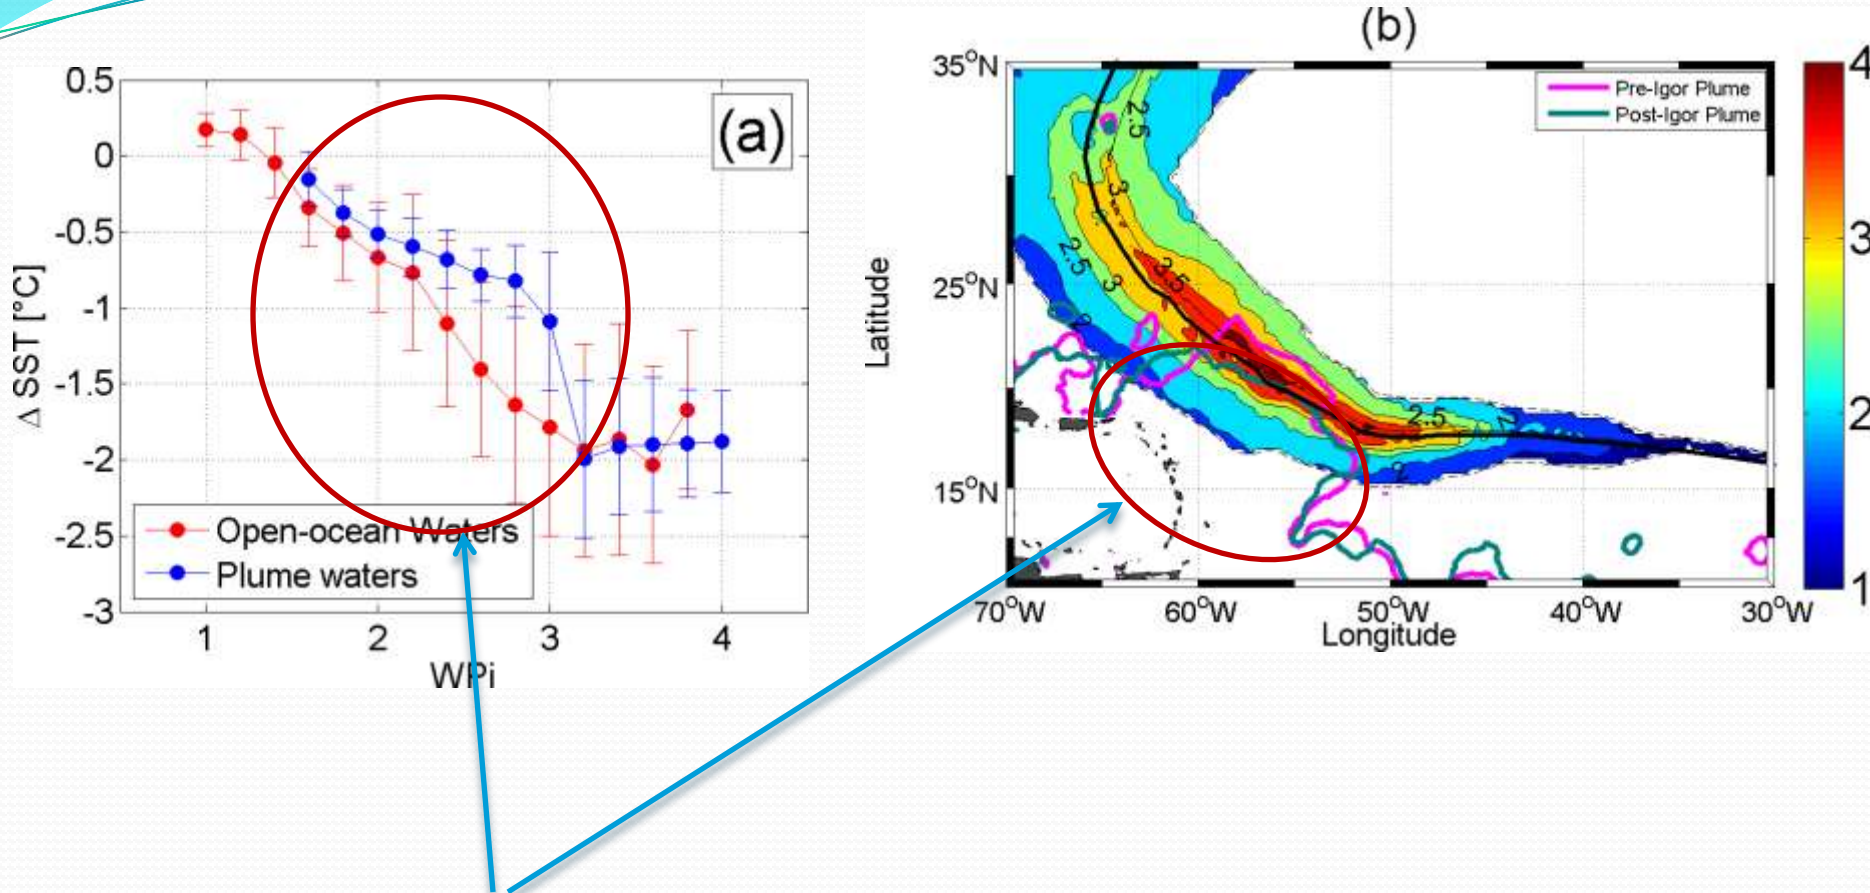 (a)
0.5
0
-0.5
-1
-1.5
-2
-2.5
-3
Δ SST [°C]
Open-ocean Waters
Plume waters
1 2 3 4
WPi
(b)
35°N
25°N
15°N
Latitude
Pre-Igor Plume
Post-Igor Plume
2.5
3
2.5
3
3.5
2
2.5
2
2
70°W 60°W 50°W 40°W 30°W
Longitude
4
3
2
1